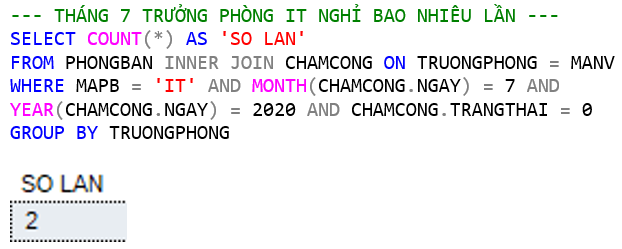 --- THÁNG 7 TRƯỞNG PHÒNG IT NGHỈ BAO NHIÊU LẦN ---
SELECT COUNT(*) AS 'SO LAN'
FROM PHONGBAN INNER JOIN CHAMCONG ON TRUONGPHONG = MANV
WHERE MAPB = 'IT' AND MONTH(CHAMCONG.NGAY) = 7 AND
YEAR(CHAMCONG.NGAY) = 2020 AND CHAMCONG.TRANGTHAI = 0
GROUP BY TRUONGPHONG
SO LAN
2